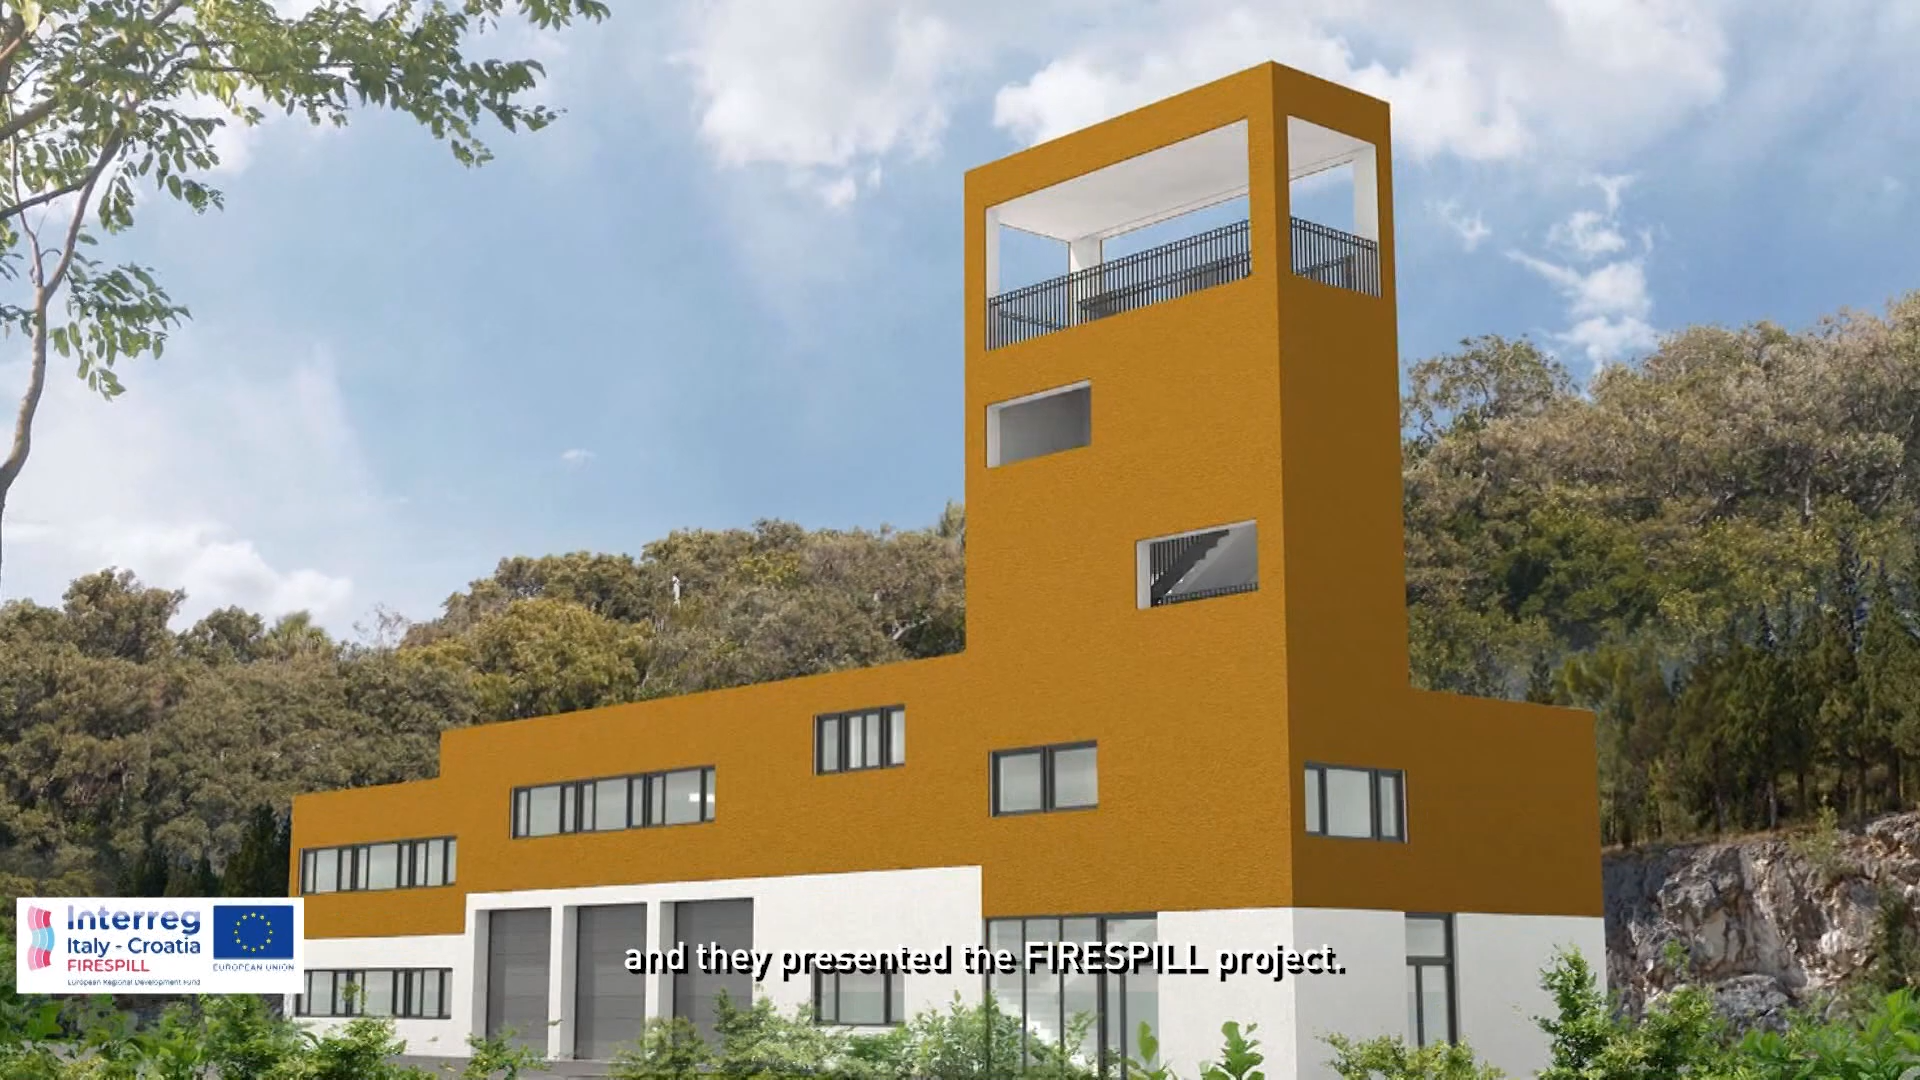 Interreg
Italy - Croatia
FIRESPILL
European Regional Development Fund
EUROPEAN UNION
and they presented the FIRESPILL project.